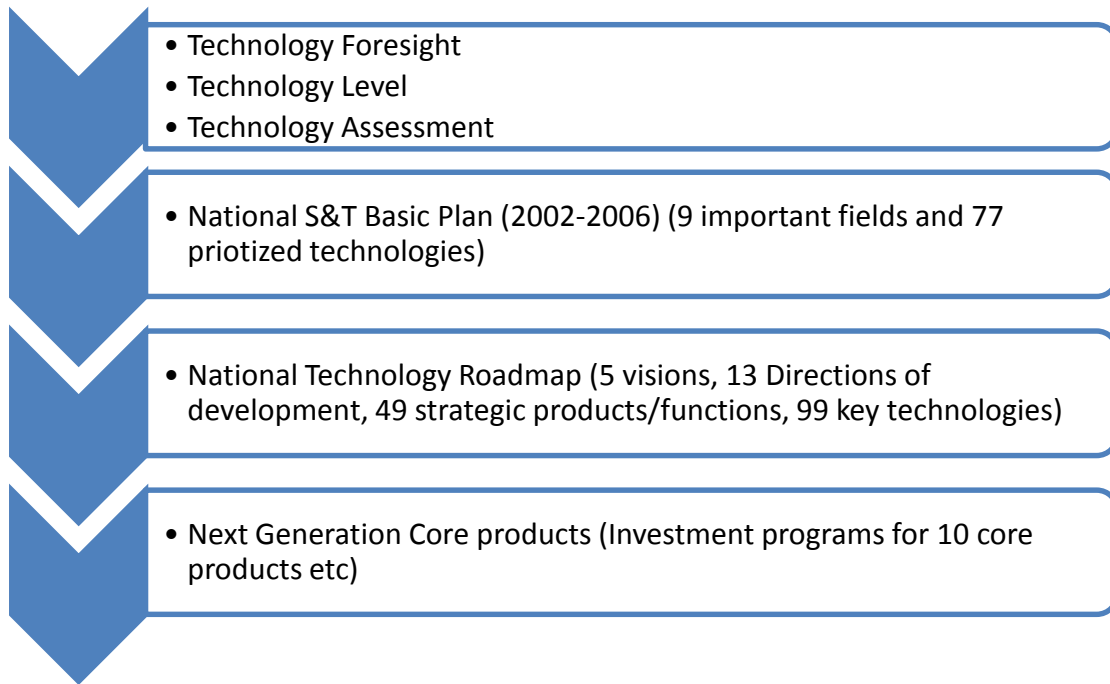 • Technology Foresight
• Technology Level
• Technology Assessment
• National S&T Basic Plan (2002-2006) (9 important fields and 77
priotized technologies)
• National Technology Roadmap (5 visions, 13 Directions of
development, 49 strategic products/functions, 99 key technologies)
• Next Generation Core products (Investment programs for 10 core
products etc)